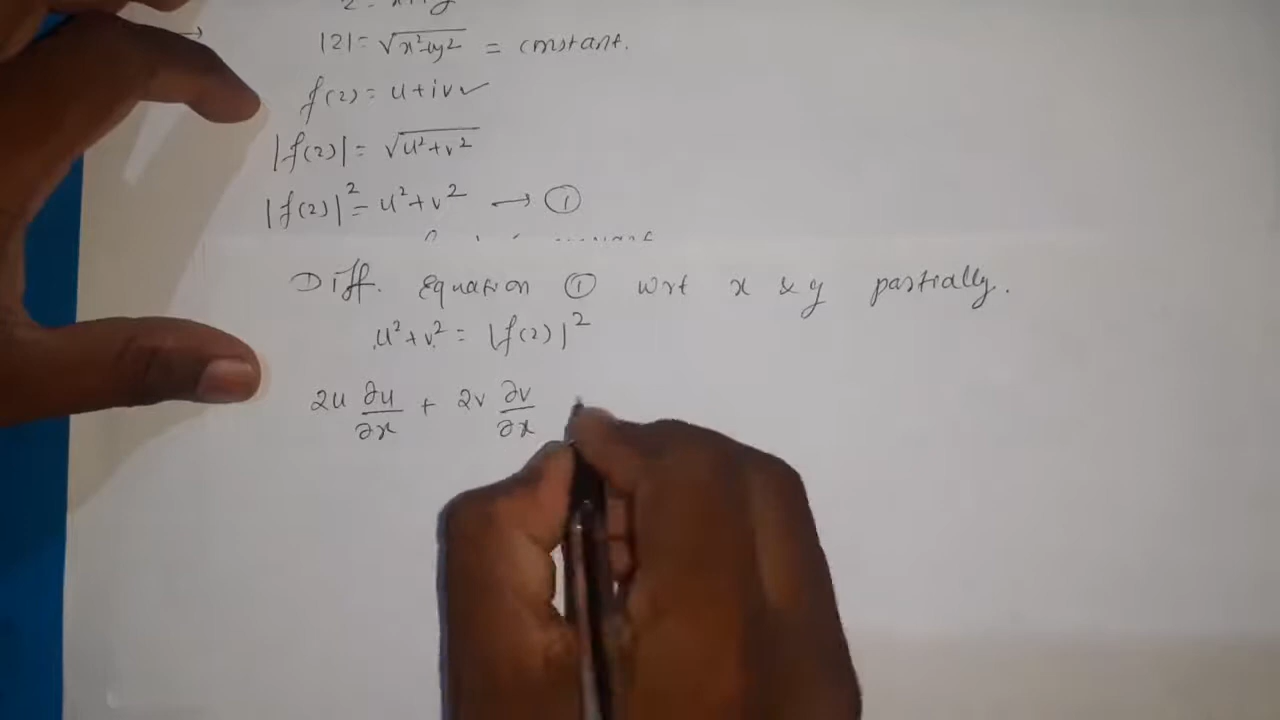 |z| = √x²+y² = constant.
f(z) = u+iv ✓
|f(z)| = √u²+v²
|f(z)|² = u²+v² → ①
Diff. Equation ① wrt x & y partially.
u²+v² = |f(z)|²
2u ∂u/∂x + 2v ∂v/∂x